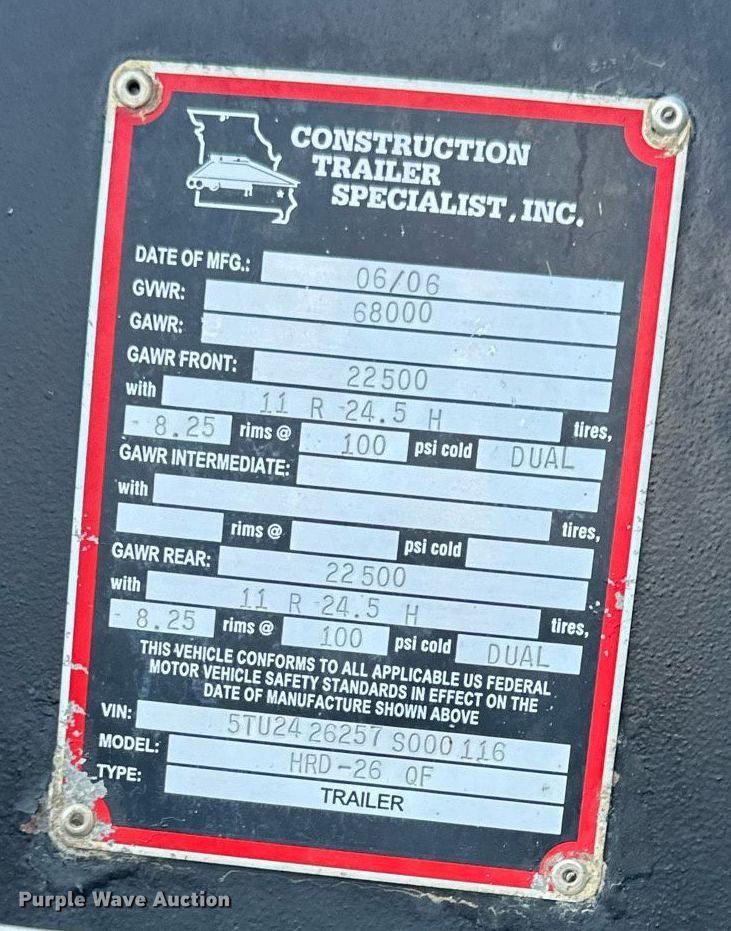 CONSTRUCTION
TRAILER
SPECIALIST, INC.
DATE OF MFG.: 06/06
GVWR: 68000
GAWR:
GAWR FRONT: 22500
with 11 R -24.5 H tires,
- 8.25 rims @ 100 psi cold DUAL
GAWR INTERMEDIATE:
with tires,
rims @ psi cold
GAWR REAR: 22500
with 11 R -24.5 H tires,
- 8.25 rims @ 100 psi cold DUAL
THIS VEHICLE CONFORMS TO ALL APPLICABLE US FEDERAL
MOTOR VEHICLE SAFETY STANDARDS IN EFFECT ON THE
DATE OF MANUFACTURE SHOWN ABOVE
VIN: 5TU24 26257 S000 116
MODEL: HRD-26 QF
TYPE: TRAILER
Purple Wave Auction